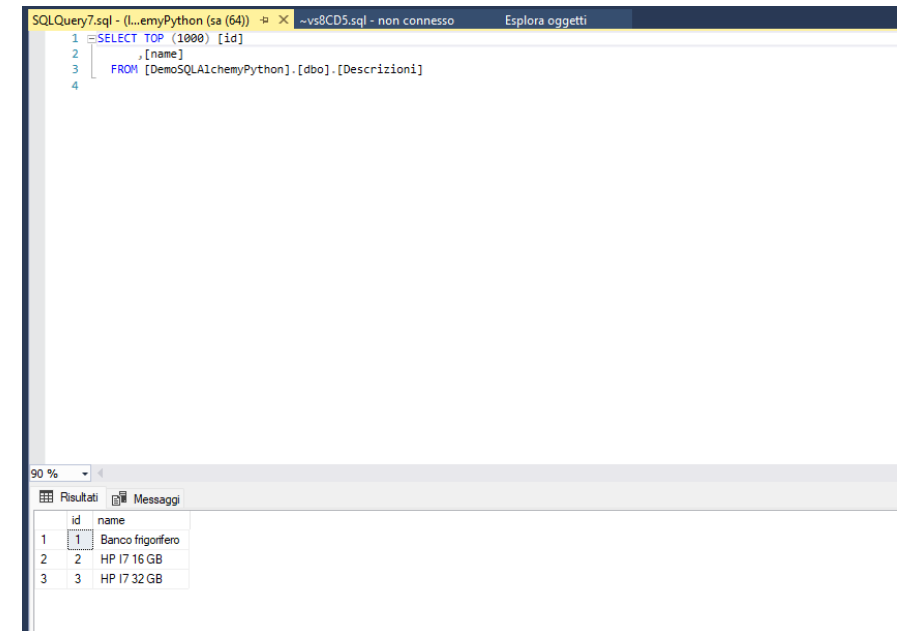 SQLQuery7.sql - (l...emyPython (sa (64)) ~vs8CD5.sql - non connesso Esplora oggetti
1 SELECT TOP (1000) [id]
2 ,[name]
3 FROM [DemoSQLAlchemyPython].[dbo].[Descrizioni]
4
90 %
Risultati Messaggi
id name
1 1 Banco frigorifero
2 2 HP I7 16 GB
3 3 HP I7 32 GB